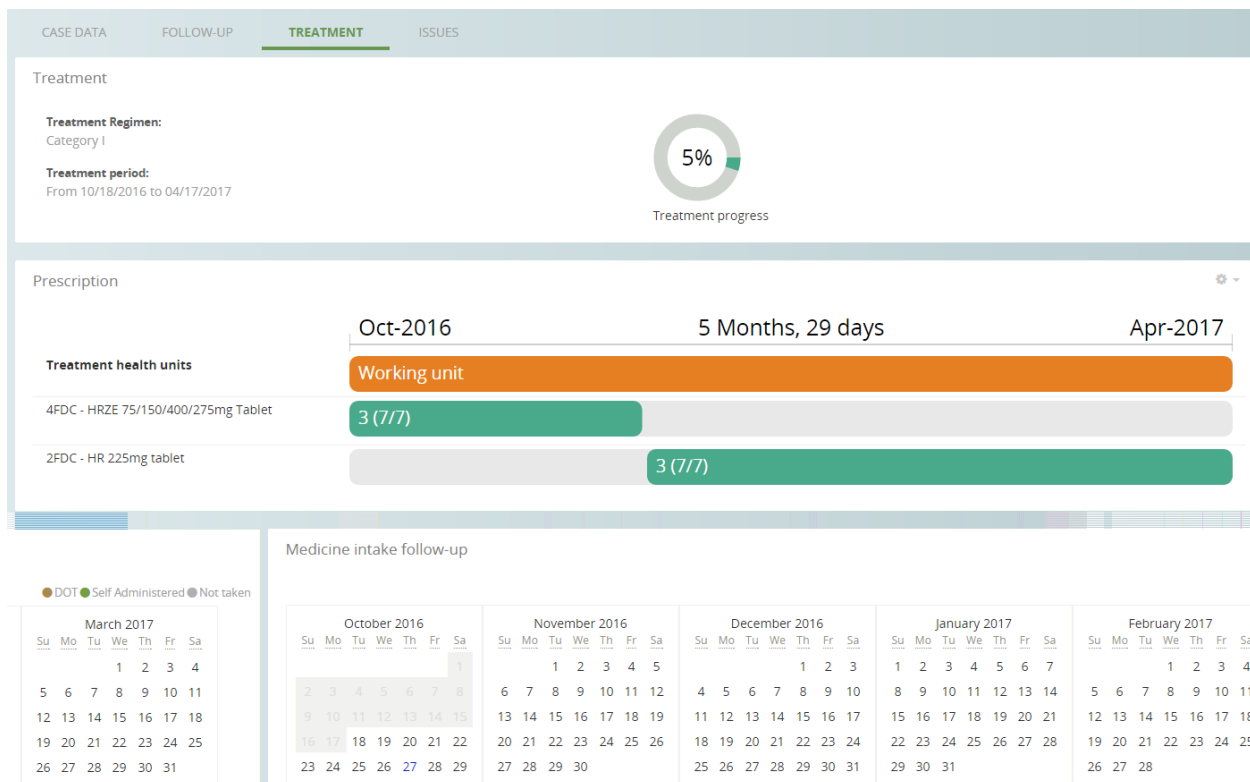 CASE DATA FOLLOW-UP TREATMENT ISSUES
Treatment
Treatment Regimen:
Category I
Treatment period:
From 10/18/2016 to 04/17/2017
5%
Treatment progress
Prescription
Oct-2016 5 Months, 29 days Apr-2017
Treatment health units Working unit
4FDC - HRZE 75/150/400/275mg Tablet 3 (7/7)
2FDC - HR 225mg tablet 3 (7/7)
DOT Self Administered Not taken
March 2017
Su Mo Tu We Th Fr Sa
1 2 3 4
5 6 7 8 9 10 11
12 13 14 15 16 17 18
19 20 21 22 23 24 25
26 27 28 29 30 31
Medicine intake follow-up
October 2016
Su Mo Tu We Th Fr Sa
1
2 3 4 5 6 7 8
9 10 11 12 13 14 15
16 17 18 19 20 21 22
23 24 25 26 27 28 29
November 2016
Su Mo Tu We Th Fr Sa
1 2 3 4 5
6 7 8 9 10 11 12
13 14 15 16 17 18 19
20 21 22 23 24 25 26
27 28 29 30
December 2016
Su Mo Tu We Th Fr Sa
1 2 3
4 5 6 7 8 9 10
11 12 13 14 15 16 17
18 19 20 21 22 23 24
25 26 27 28 29 30 31
January 2017
Su Mo Tu We Th Fr Sa
1 2 3 4 5 6 7
8 9 10 11 12 13 14
15 16 17 18 19 20 21
22 23 24 25 26 27 28
29 30 31
February 2017
Su Mo Tu We Th Fr Sa
1 2 3 4
5 6 7 8 9 10 11
12 13 14 15 16 17 18
19 20 21 22 23 24 25
26 27 28